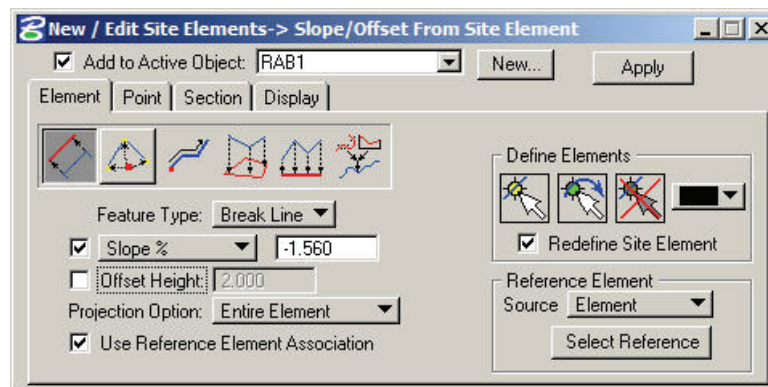 New / Edit Site Elements-> Slope/Offset From Site Element
Add to Active Object: RAB1 New... Apply
Element Point Section Display
Define Elements
Feature Type: Break Line
Slope % -1.560
Redefine Site Element
Offset Height: 2.000
Reference Element
Projection Option: Entire Element
Source Element
Use Reference Element Association
Select Reference